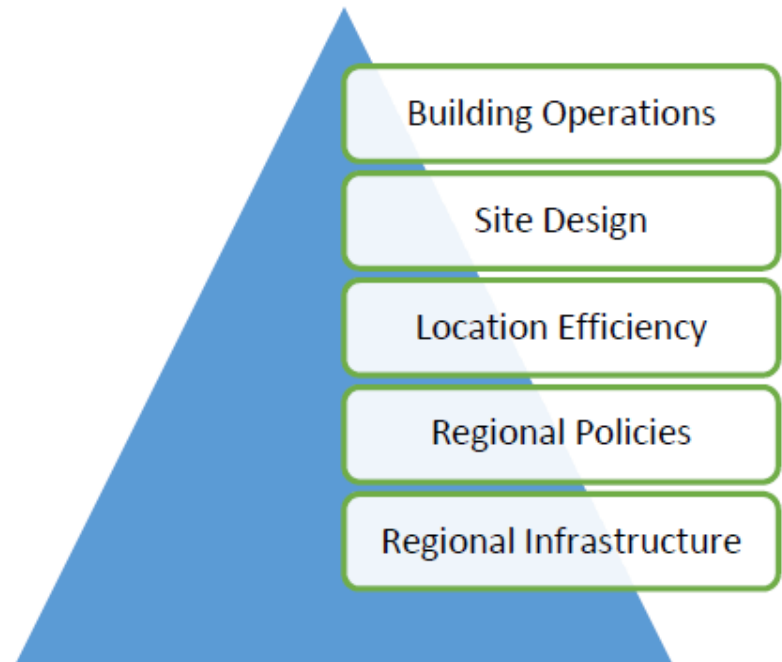 Building Operations
Site Design
Location Efficiency
Regional Policies
Regional Infrastructure